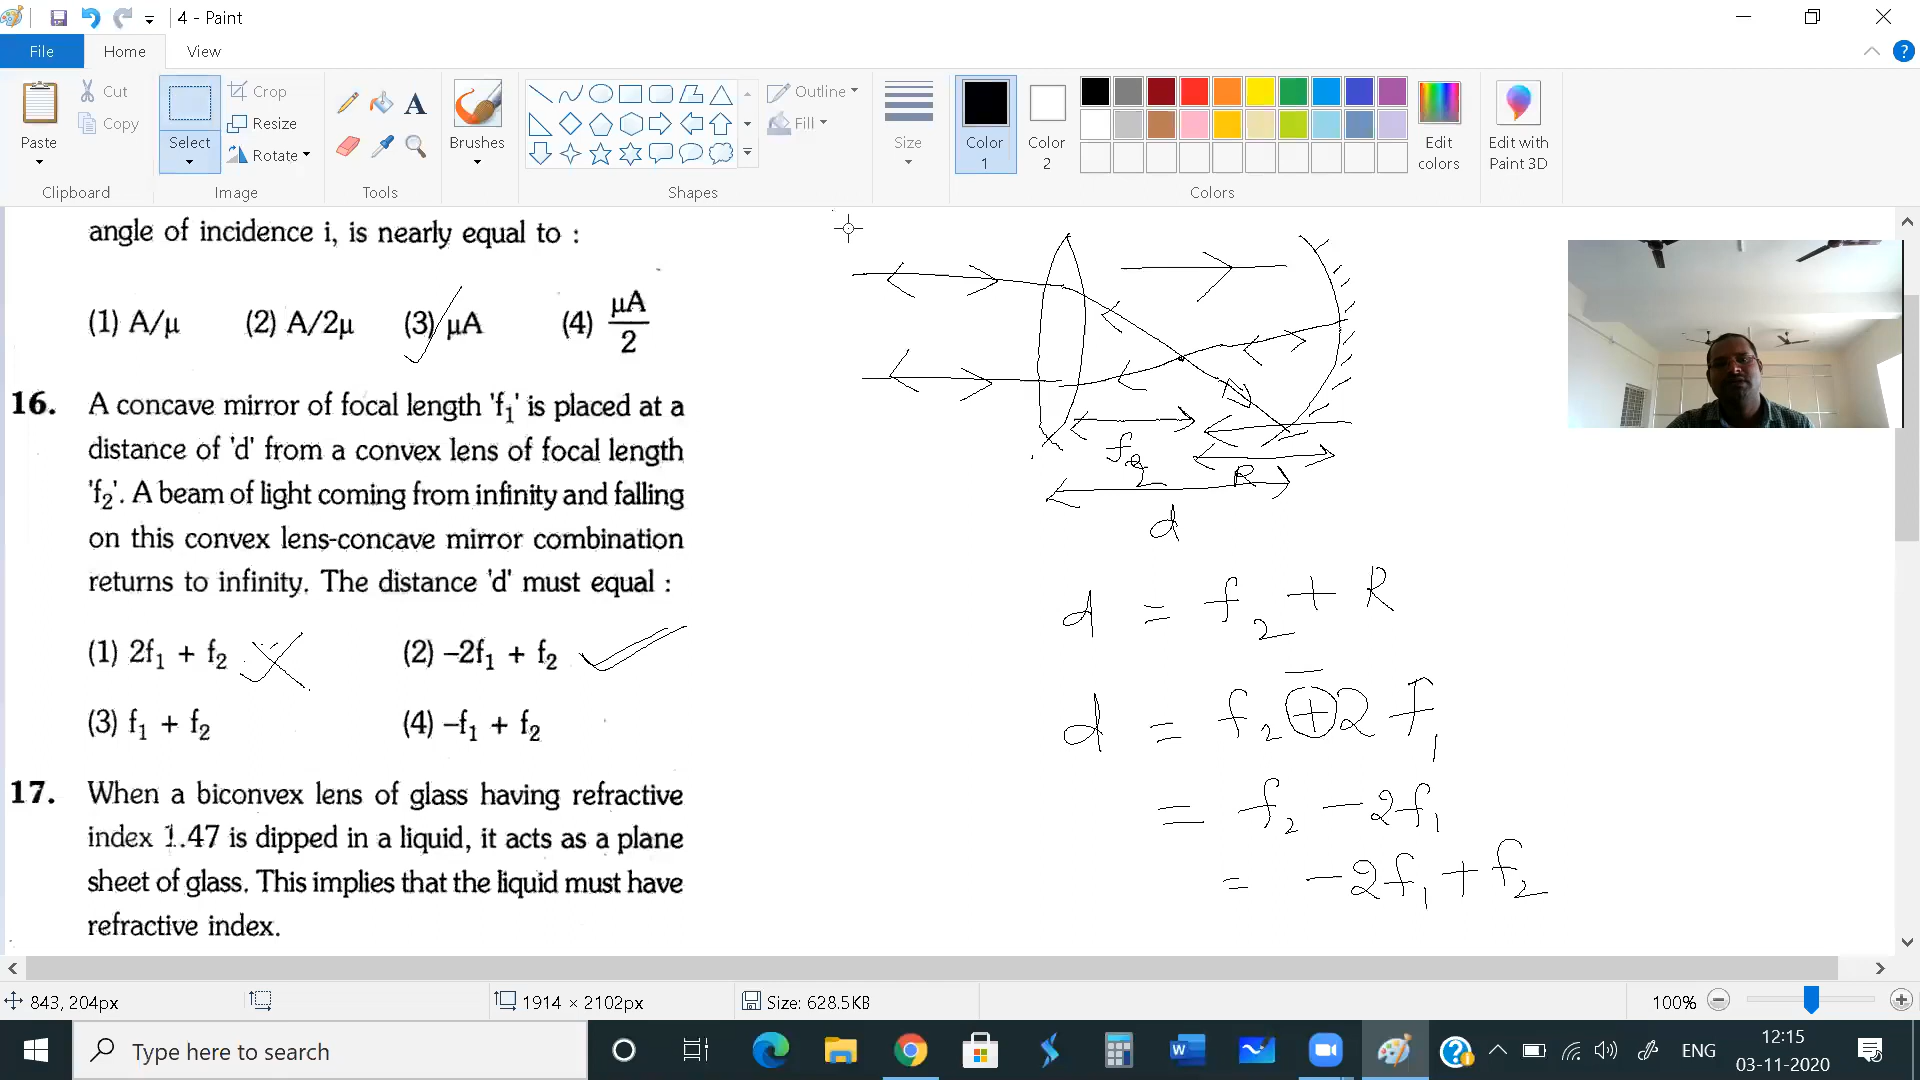 4 - Paint
File Home View
Paste
Cut
Copy
Clipboard
Select
Crop
Resize
Rotate
Image
A
Tools
Brushes
Outline
Fill
Shapes
Size
Color
1
Color
2
Colors
Edit
colors
Edit with
Paint 3D
angle of incidence i, is nearly equal to :
(1) A/μ (2) A/2μ (3) μA (4) μA/2
16. A concave mirror of focal length 'f₁' is placed at a
distance of 'd' from a convex lens of focal length
'f₂'. A beam of light coming from infinity and falling
on this convex lens-concave mirror combination
returns to infinity. The distance 'd' must equal :
(1) 2f₁ + f₂ (2) –2f₁ + f₂
(3) f₁ + f₂ (4) –f₁ + f₂
17. When a biconvex lens of glass having refractive
index 1.47 is dipped in a liquid, it acts as a plane
sheet of glass. This implies that the liquid must have
refractive index.
f₂
R
d
d = f₂ + R
d = f₂ + 2 f₁
= f₂ – 2f₁
= – 2f₁ + f₂
843, 204px
1914 × 2102px
Size: 628.5KB
100%
Type here to search
ENG
12:15
03-11-2020